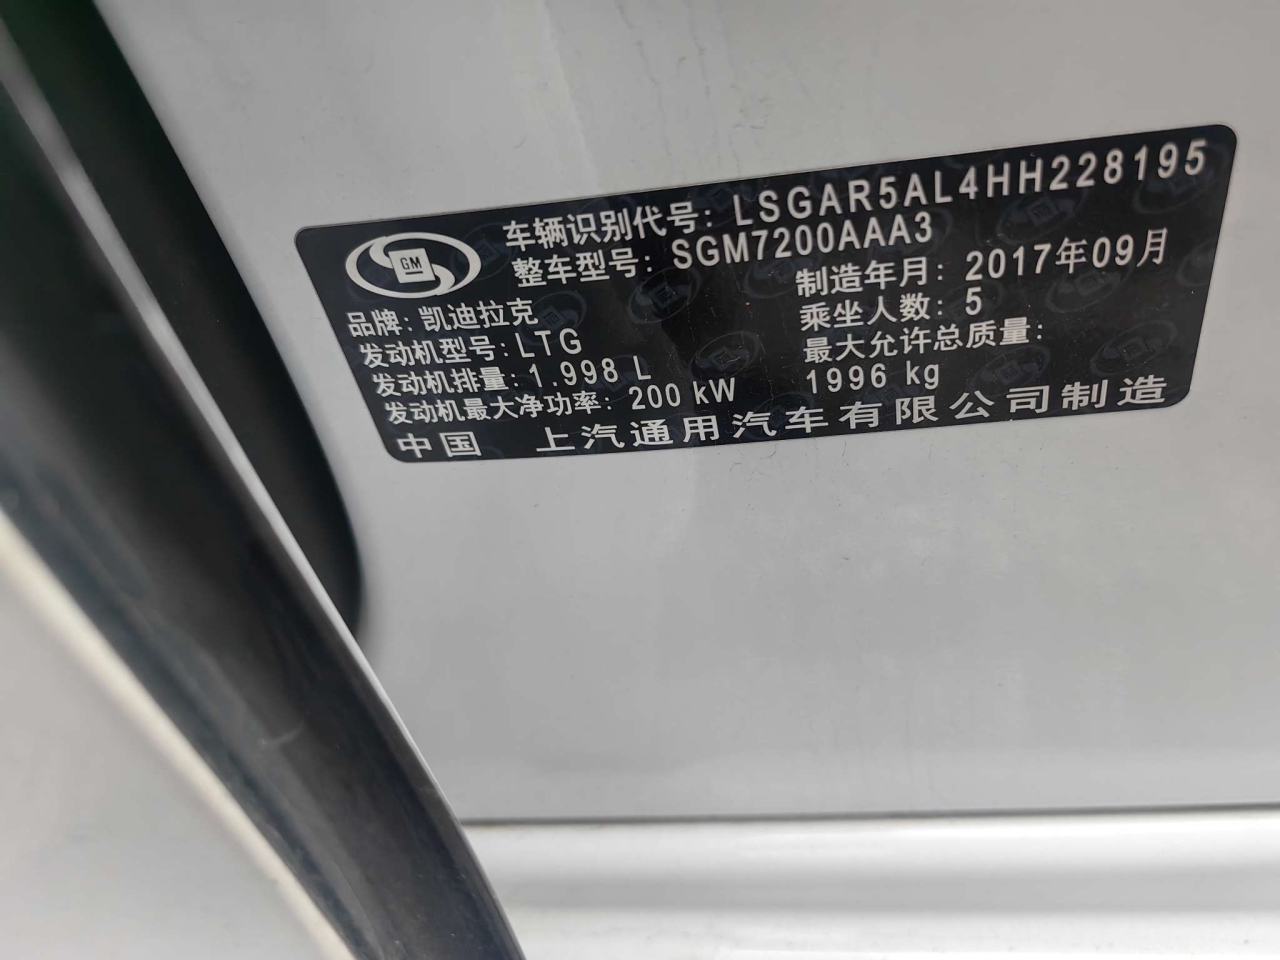 GM
车辆识别代号: LSGAR5AL4HH228195
整车型号: SGM7200AAA3
品牌: 凯迪拉克
制造年月: 2017年09月
发动机型号: LTG
乘坐人数: 5
发动机排量: 1.998 L
最大允许总质量:
1996 kg
发动机最大净功率: 200 kW
中国 上汽通用汽车有限公司制造